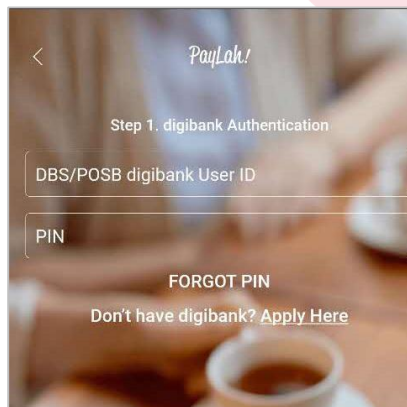 PayLah!
Step 1. digibank Authentication
DBS/POSB digibank User ID
PIN
FORGOT PIN
Don't have digibank? Apply Here